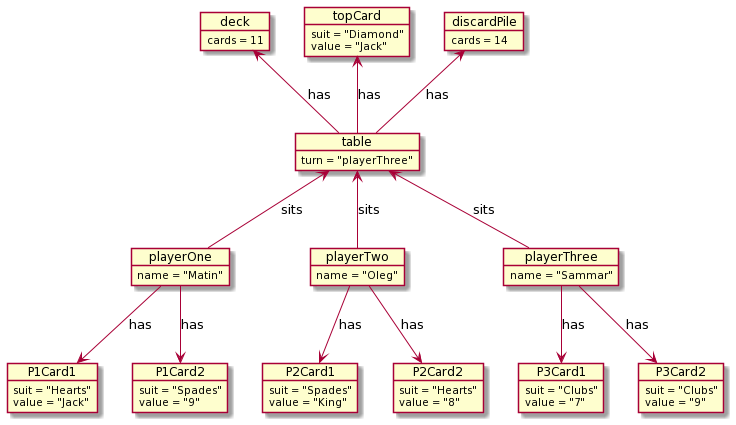 deck
cards = 11
topCard
suit = "Diamond"
value = "Jack"
discardPile
cards = 14
has
has
has
table
turn = "playerThree"
sits
sits
sits
playerOne
name = "Matin"
playerTwo
name = "Oleg"
playerThree
name = "Sammar"
has
has
has
has
has
has
P1Card1
suit = "Hearts"
value = "Jack"
P1Card2
suit = "Spades"
value = "9"
P2Card1
suit = "Spades"
value = "King"
P2Card2
suit = "Hearts"
value = "8"
P3Card1
suit = "Clubs"
value = "7"
P3Card2
suit = "Clubs"
value = "9"